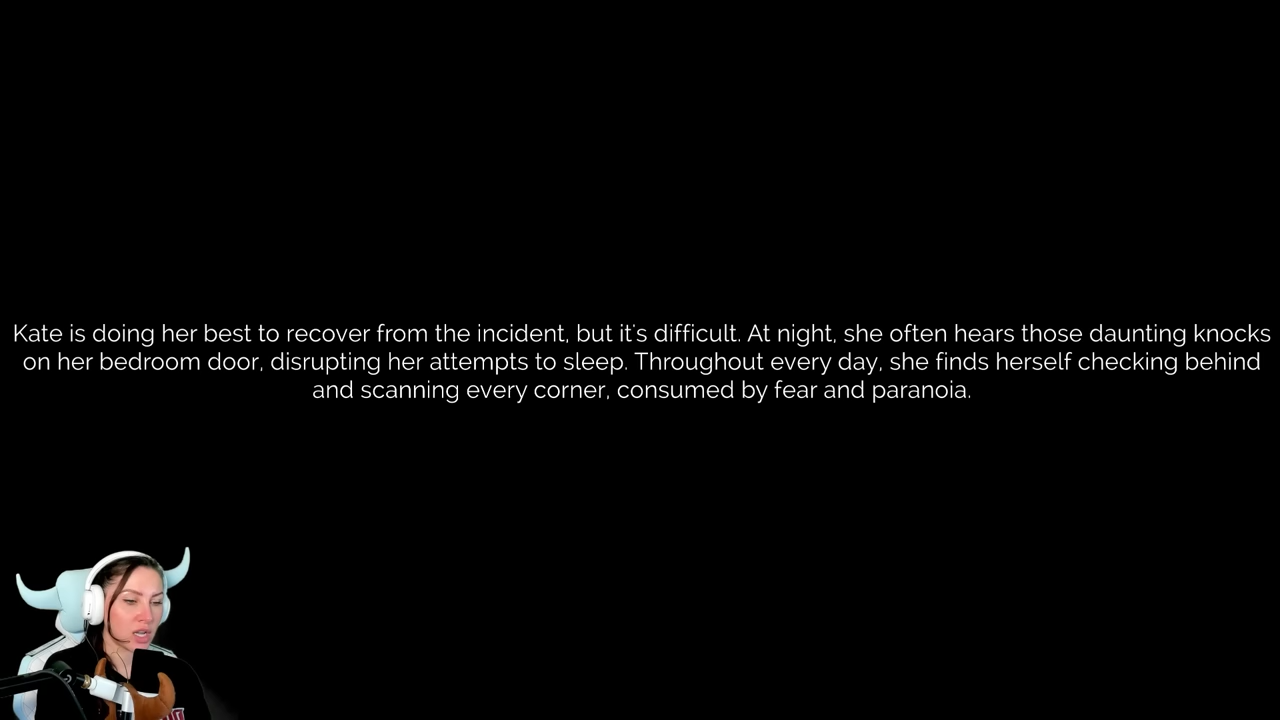 Kate is doing her best to recover from the incident, but it's difficult. At night, she often hears those daunting knocks
on her bedroom door, disrupting her attempts to sleep. Throughout every day, she finds herself checking behind
and scanning every corner, consumed by fear and paranoia.